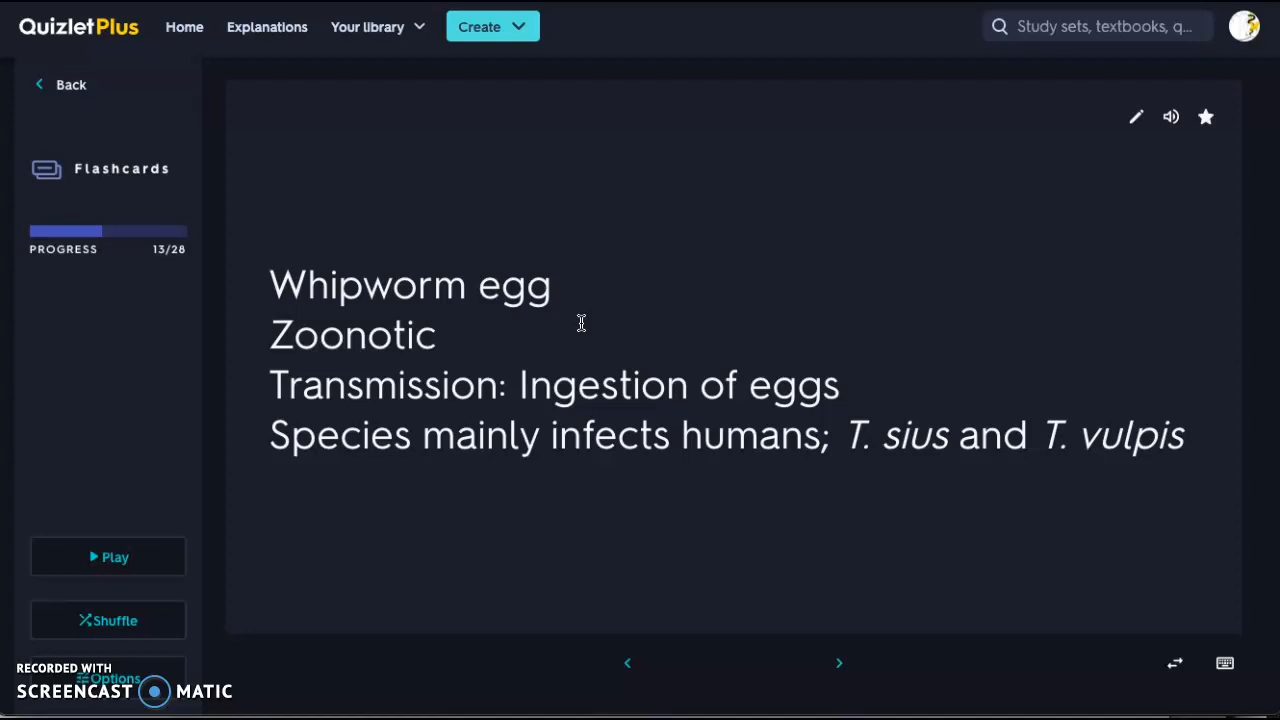 QuizletPlus Home Explanations Your library Create Study sets, textbooks, q...
Back
Flashcards
PROGRESS 13/28
Whipworm egg
Zoonotic
Transmission: Ingestion of eggs
Species mainly infects humans; T. sius and T. vulpis
Play
Shuffle
Options
RECORDED WITH
SCREENCAST MATIC